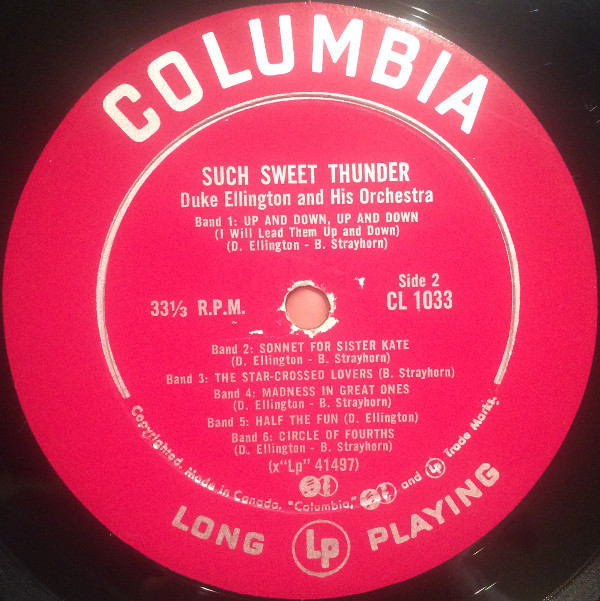 COLUMBIA
SUCH SWEET THUNDER
Duke Ellington and His Orchestra
Band 1: UP AND DOWN, UP AND DOWN
(I Will Lead Them Up and Down)
(D. Ellington - B. Strayhorn)
33⅓ R.P.M.
Side 2
CL 1033
Band 2: SONNET FOR SISTER KATE
(D. Ellington - B. Strayhorn)
Band 3: THE STAR-CROSSED LOVERS (B. Strayhorn)
Band 4: MADNESS IN GREAT ONES
(D. Ellington - B. Strayhorn)
Band 5: HALF THE FUN (D. Ellington)
Band 6: CIRCLE OF FOURTHS
(D. Ellington - B. Strayhorn)
(x"Lp" 41497)
Copyrighted. Made in Canada. "Columbia," and Lp Trade Marks.
LONG Lp PLAYING